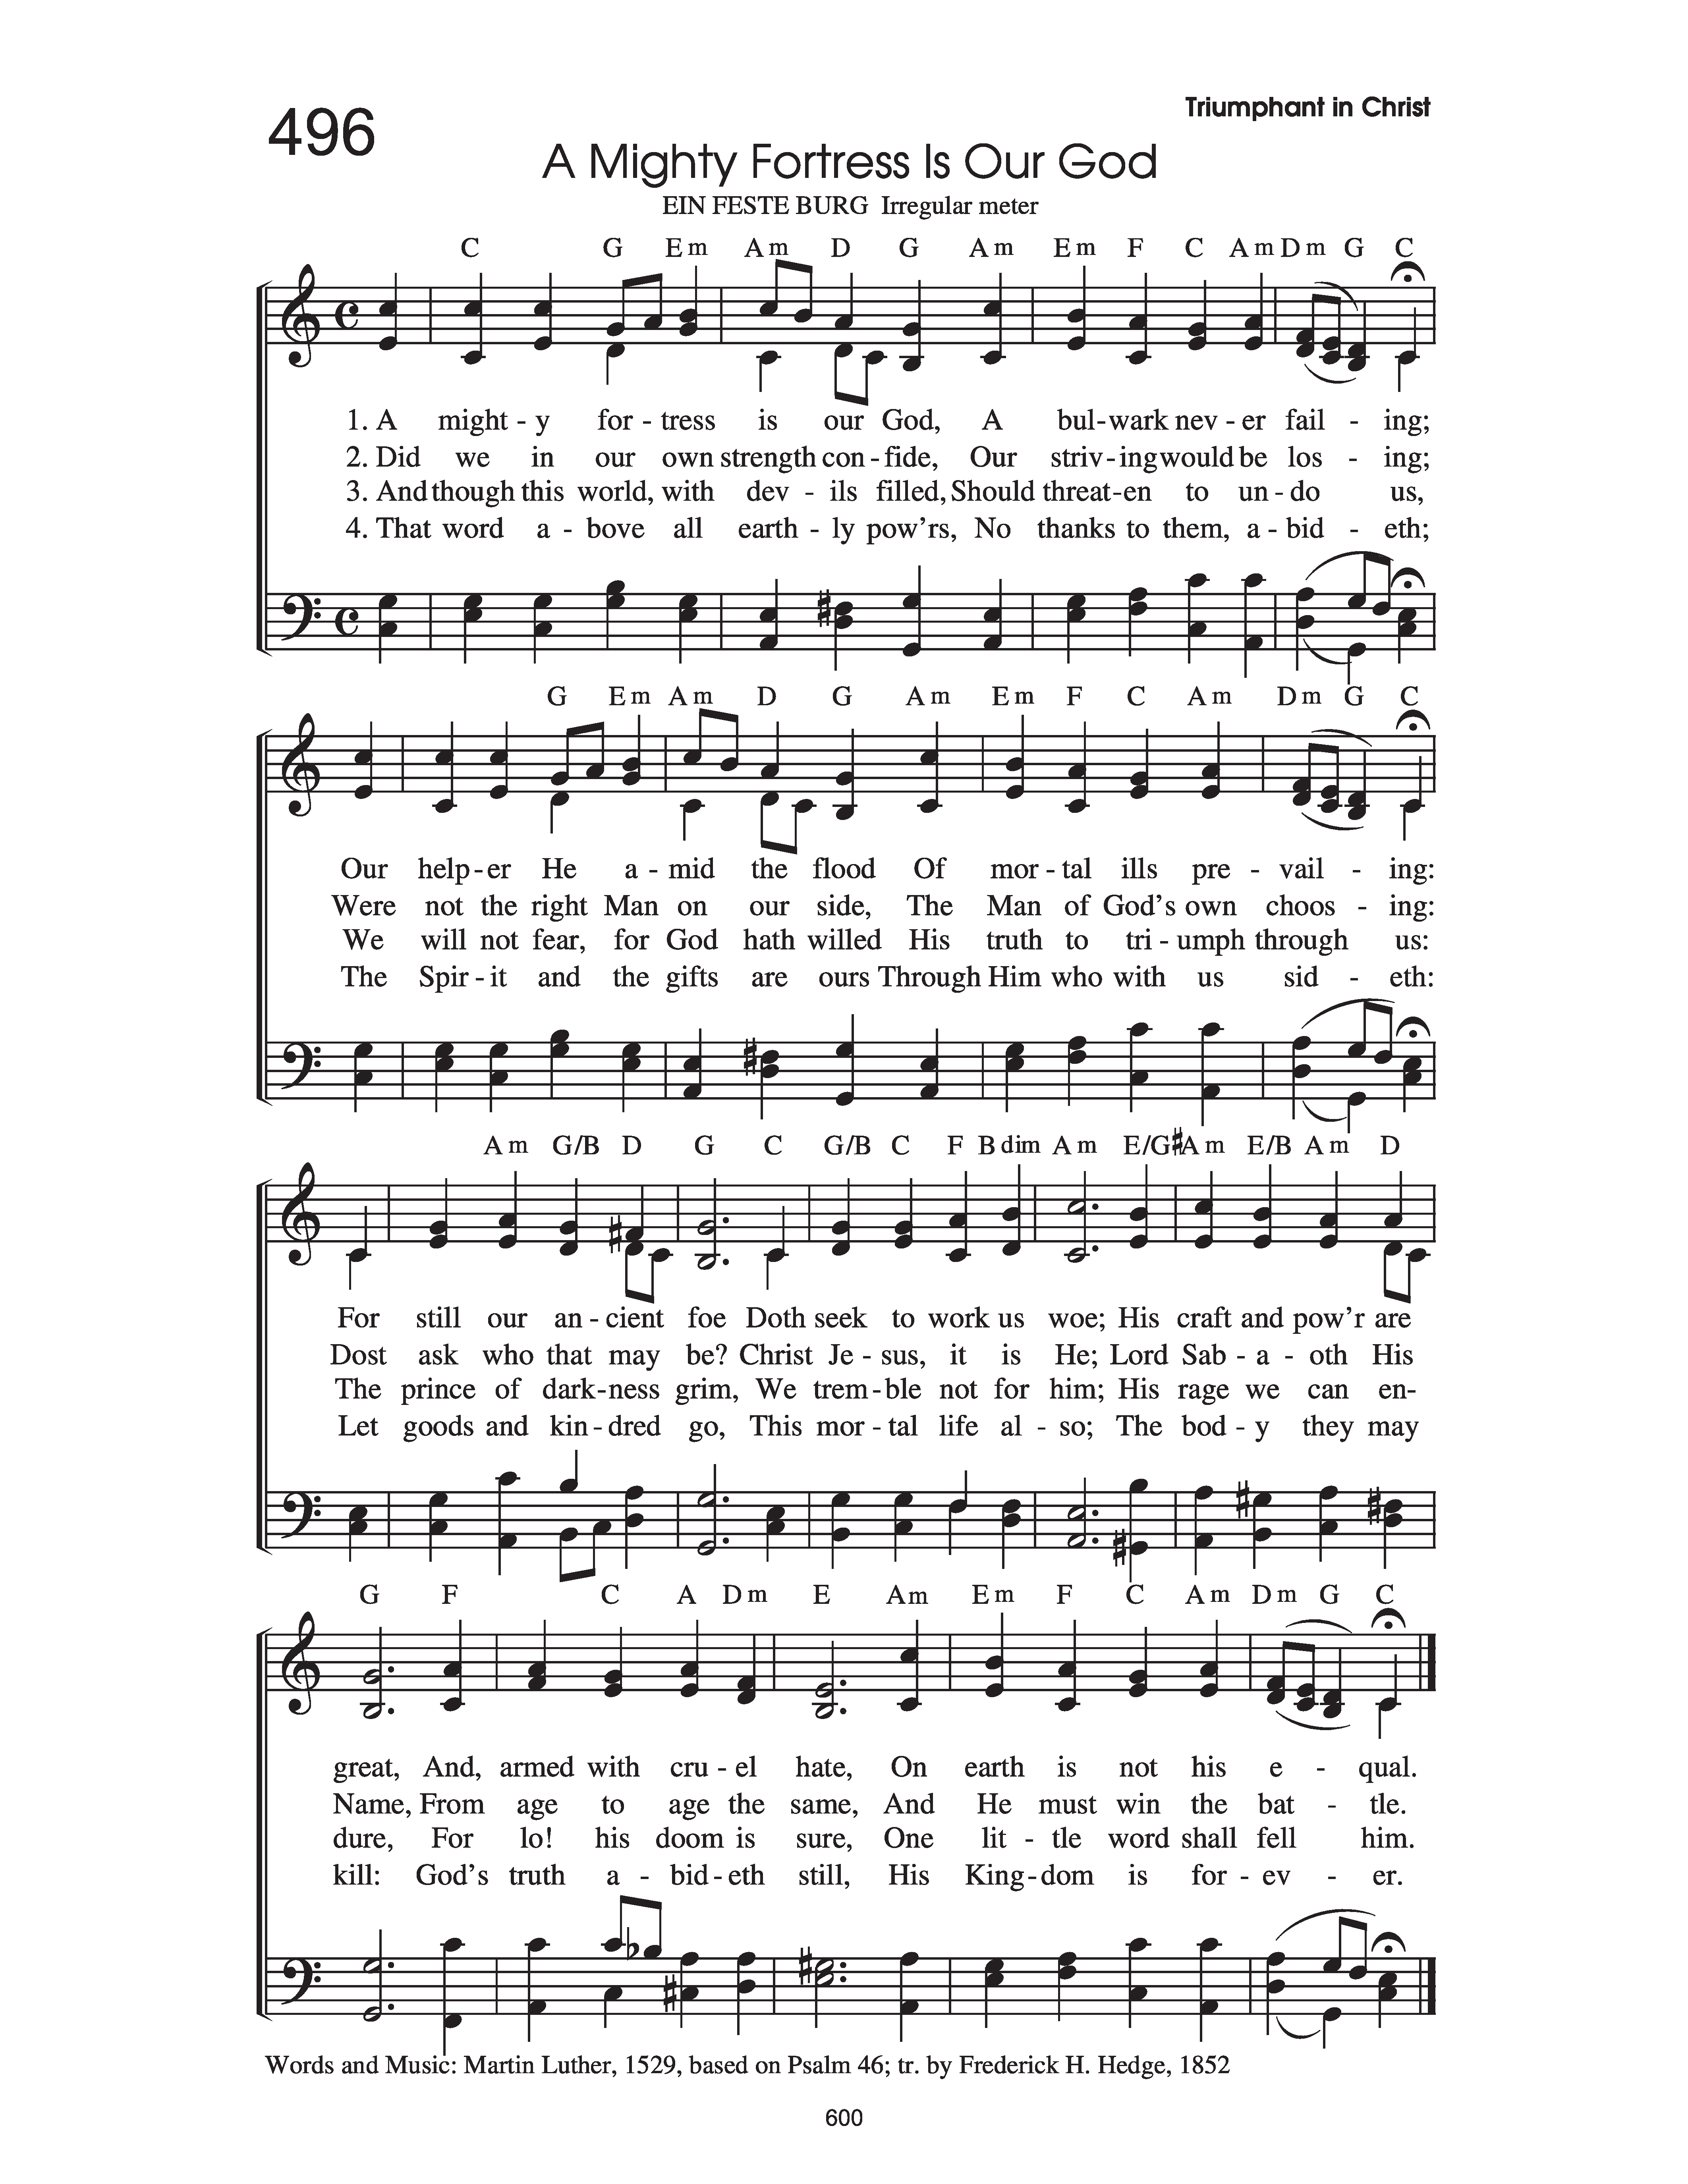 Triumphant in Christ
496
A Mighty Fortress Is Our God
EIN FESTE BURG Irregular meter
C G Em Am D G Am Em F C Am Dm G C
1. A might - y for - tress is our God, A bul - wark nev - er fail - ing;
2. Did we in our own strength con - fide, Our striv - ing would be los - ing;
3. And though this world, with dev - ils filled, Should threat - en to un - do us,
4. That word a - bove all earth - ly pow'rs, No thanks to them, a - bid - eth;
G Em Am D G Am Em F C Am Dm G C
Our help - er He a - mid the flood Of mor - tal ills pre - vail - ing:
Were not the right Man on our side, The Man of God's own choos - ing:
We will not fear, for God hath willed His truth to tri - umph through us:
The Spir - it and the gifts are ours Through Him who with us sid - eth:
Am G/B D G C G/B C F Bdim Am E/G# Am E/B Am D
For still our an - cient foe Doth seek to work us woe; His craft and pow'r are
Dost ask who that may be? Christ Je - sus, it is He; Lord Sab - a - oth His
The prince of dark - ness grim, We trem - ble not for him; His rage we can en-
Let goods and kin - dred go, This mor - tal life al - so; The bod - y they may
G F C A Dm E Am Em F C Am Dm G C
great, And, armed with cru - el hate, On earth is not his e - qual.
Name, From age to age the same, And He must win the bat - tle.
dure, For lo! his doom is sure, One lit - tle word shall fell him.
kill: God's truth a - bid - eth still, His King - dom is for - ev - er.
Words and Music: Martin Luther, 1529, based on Psalm 46; tr. by Frederick H. Hedge, 1852
600